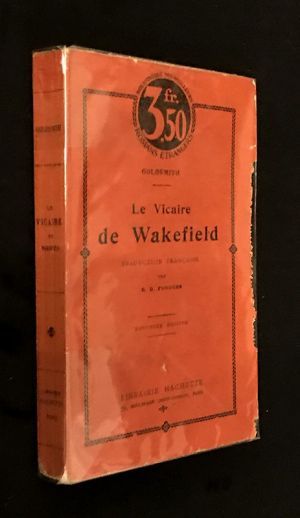 GOLDSMITH
LE
VICAIRE
DE
3 fr. 50
ROMANS ÉTRANGERS
GOLDSMITH
Le Vicaire
de Wakefield
TRADUCTION FRANÇAISE
PAR
LIBRAIRIE HACHETTE
PARIS